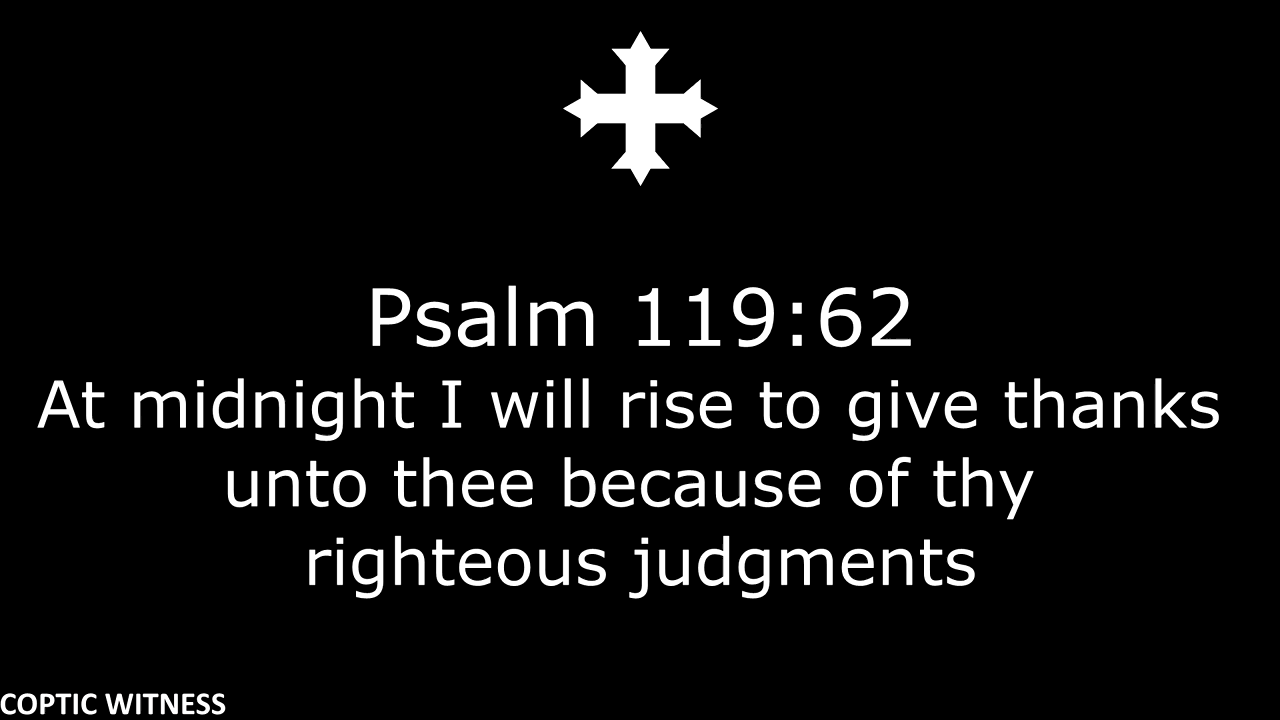 Psalm 119:62
At midnight I will rise to give thanks
unto thee because of thy
righteous judgments
COPTIC WITNESS